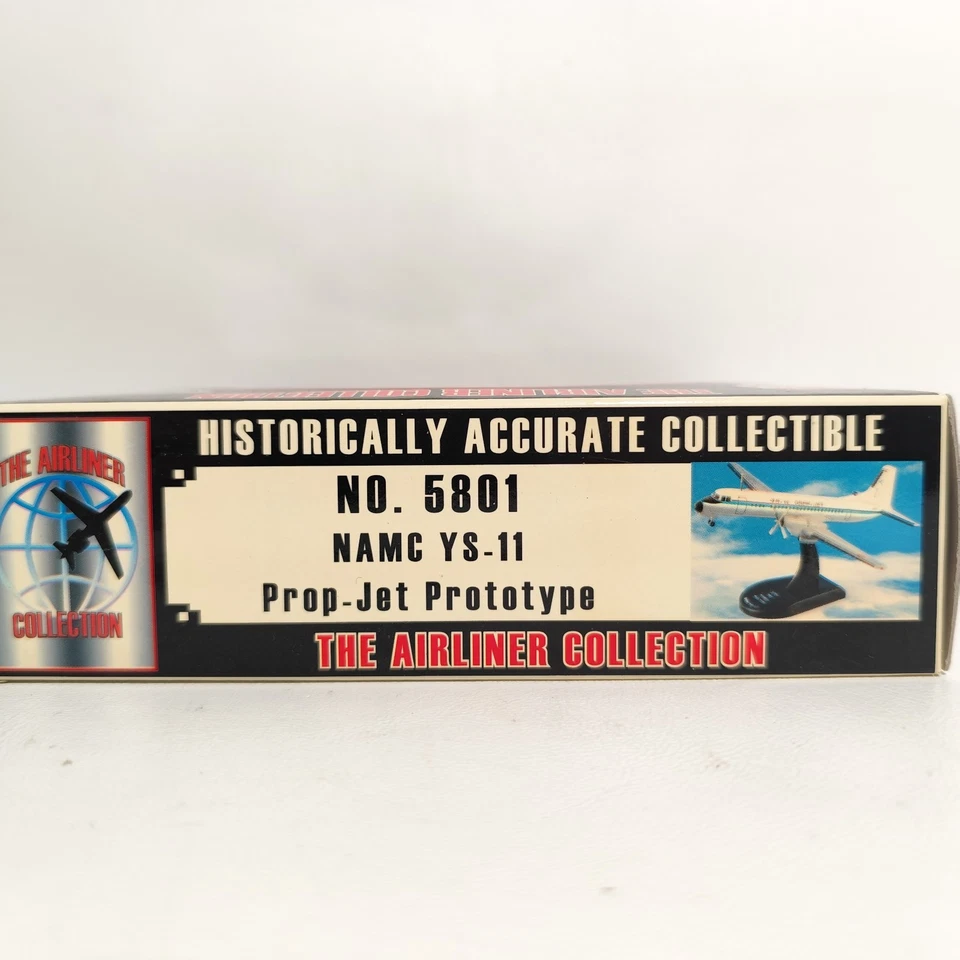 THE AIRLINER
COLLECTION
HISTORICALLY ACCURATE COLLECTIBLE
NO. 5801
NAMC YS-11
Prop-Jet Prototype
THE AIRLINER COLLECTION